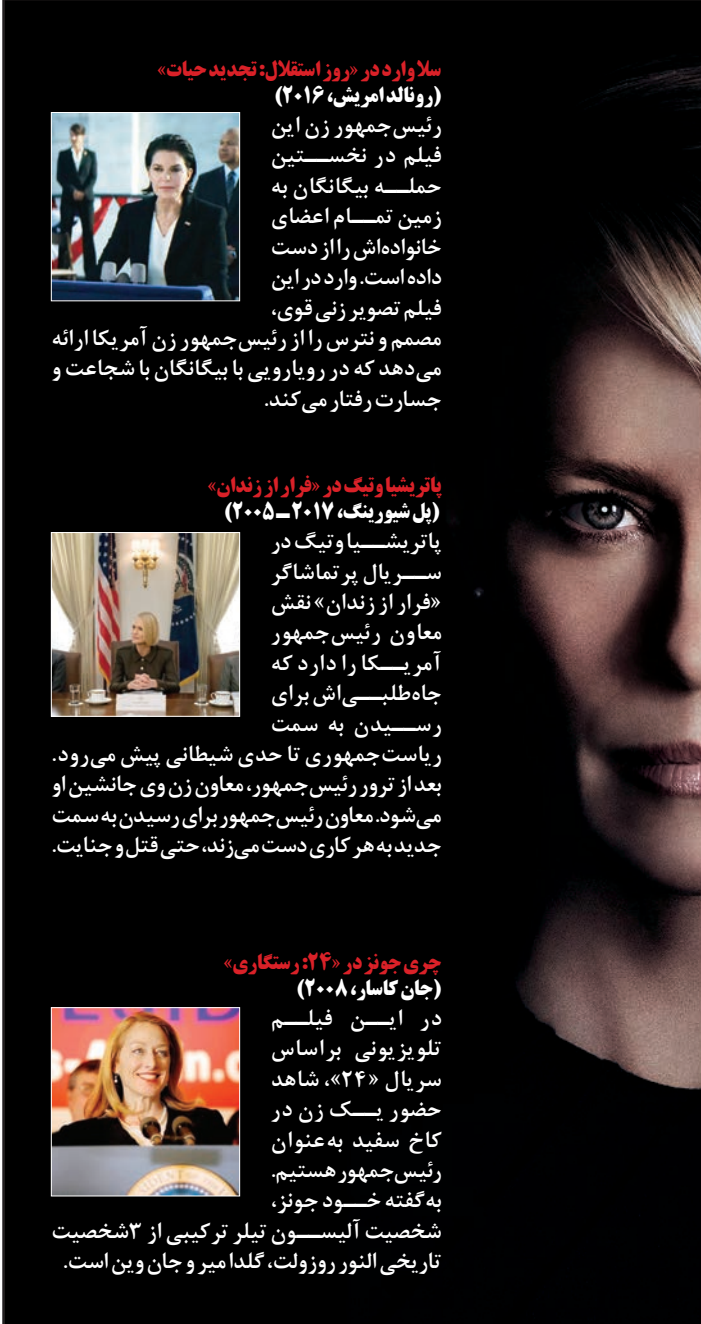 سلا وارد در «روز استقلال: تجدید حیات»
(رونالد امریش، ۲۰۱۶)
رئیس‌جمهور زن این
فیلم در نخستین
حمله بیگانگان به
زمین تمام اعضای
خانواده‌اش را از دست
داده است. وارد در این
فیلم تصویر زنی قوی،
مصمم و نترس را از رئیس‌جمهور زن آمریکا ارائه
می‌دهد که در رویارویی با بیگانگان با شجاعت و
جسارت رفتار می‌کند.
پاتریشیا وتیگ در «فرار از زندان»
(پل شیورینگ، ۲۰۱۷ ــ ۲۰۰۵)
پاتریشیا وتیگ در
سریال پرتماشاگر
«فرار از زندان» نقش
معاون رئیس‌جمهور
آمریکا را دارد که
جاه‌طلبی‌اش برای
رسیدن به سمت
ریاست‌جمهوری تا حدی شیطانی پیش می‌رود.
بعد از ترور رئیس‌جمهور، معاون زن وی جانشین او
می‌شود. معاون رئیس‌جمهور برای رسیدن به سمت
جدید به هر کاری دست می‌زند، حتی قتل و جنایت.
چری جونز در «۲۴: رستگاری»
(جان کاسار، ۲۰۰۸)
در این فیلم
تلویزیونی براساس
سریال «۲۴»، شاهد
حضور یک زن در
کاخ سفید به‌عنوان
رئیس‌جمهور هستیم.
به‌گفته خود جونز،
شخصیت آلیسون تیلر ترکیبی از ۳شخصیت
تاریخی النور روزولت، گلدا میر و جان وین است.